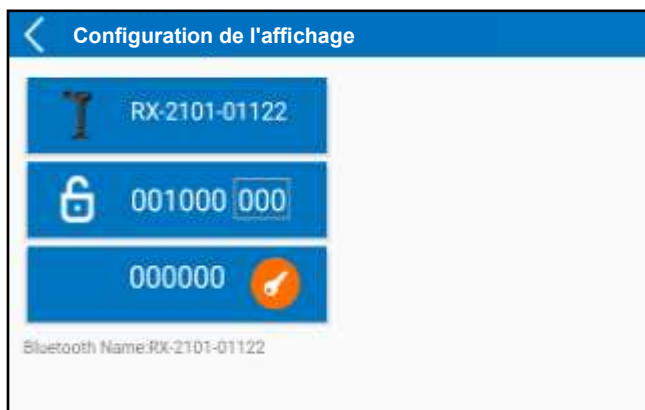 Configuration de l'affichage
RX-2101-01122
001000 000
000000
Bluetooth Name:RX-2101-01122